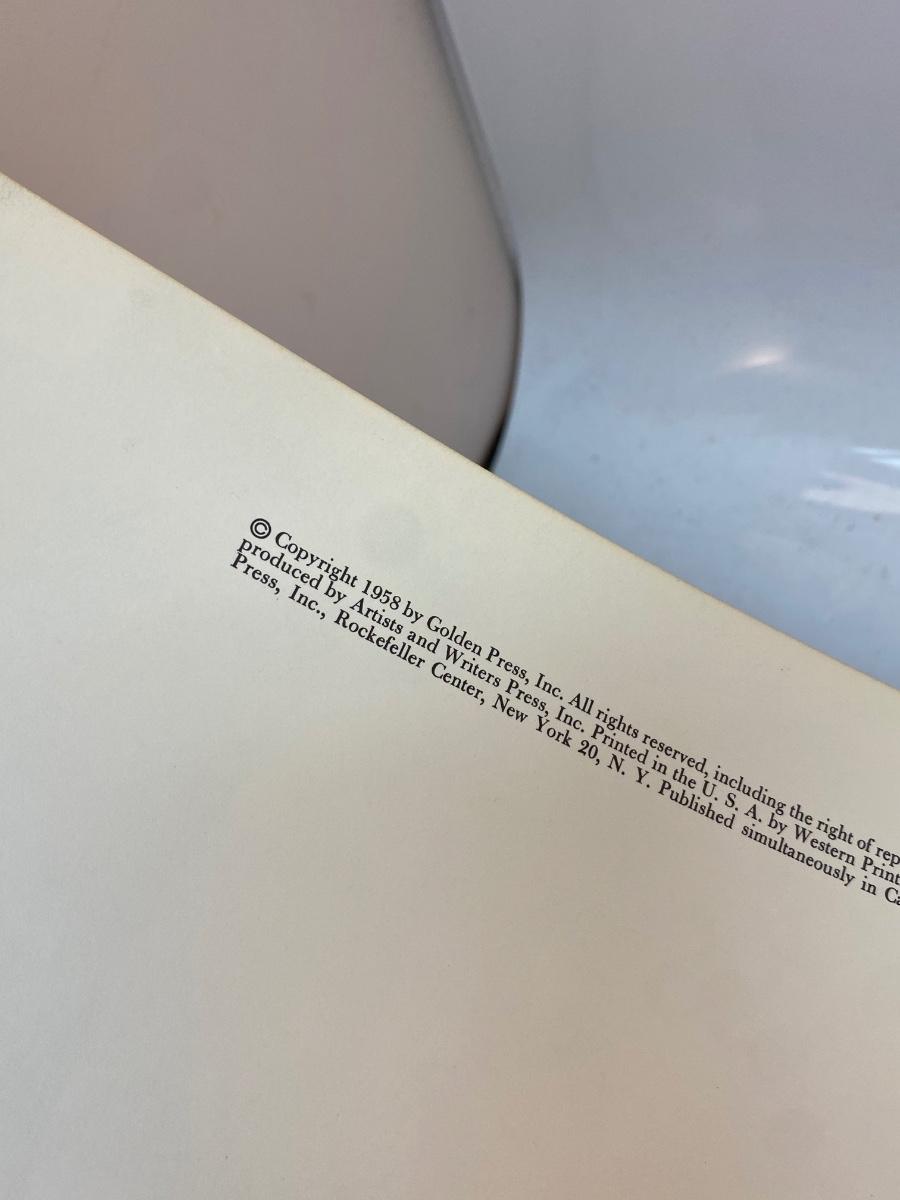 © Copyright 1958 by Golden Press, Inc. All rights reserved, including the right of rep
produced by Artists and Writers Press, Inc. Printed in the U. S. A. by Western Print
Press, Inc., Rockefeller Center, New York 20, N. Y. Published simultaneously in Ca